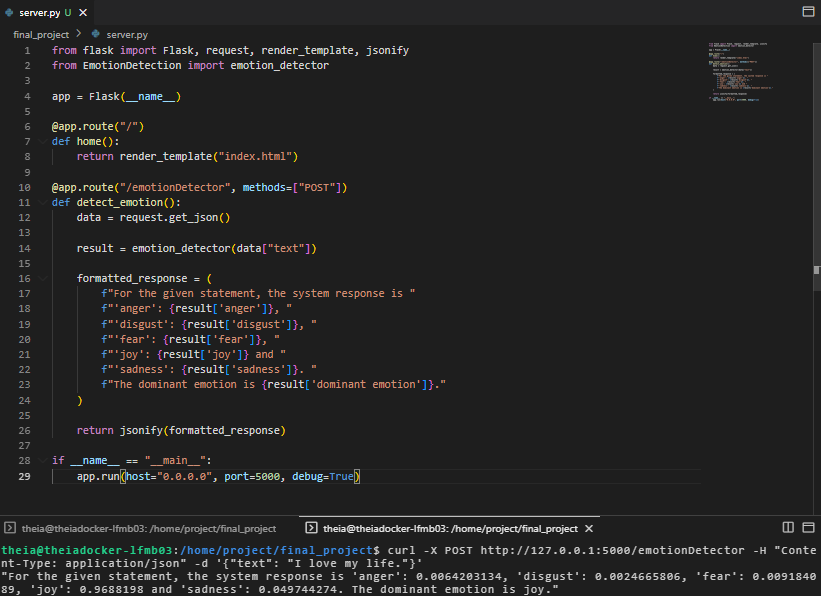 server.py U ×
final_project > server.py
1 from flask import Flask, request, render_template, jsonify
2 from EmotionDetection import emotion_detector
3
4 app = Flask(__name__)
5
6 @app.route("/")
7 def home():
8     return render_template("index.html")
9
10 @app.route("/emotionDetector", methods=["POST"])
11 def detect_emotion():
12     data = request.get_json()
13
14     result = emotion_detector(data["text"])
15
16     formatted_response = (
17         f"For the given statement, the system response is "
18         f"'anger': {result['anger']}, "
19         f"'disgust': {result['disgust']}, "
20         f"'fear': {result['fear']}, "
21         f"'joy': {result['joy']} and "
22         f"'sadness': {result['sadness']}. "
23         f"The dominant emotion is {result['dominant emotion']}."
24     )
25
26     return jsonify(formatted_response)
27
28 if __name__ == "__main__":
29     app.run(host="0.0.0.0", port=5000, debug=True)
theia@theiadocker-lfmb03: /home/project/final_project theia@theiadocker-lfmb03: /home/project/final_project ×
theia@theiadocker-lfmb03:/home/project/final_project$ curl -X POST http://127.0.0.1:5000/emotionDetector -H "Conte
nt-Type: application/json" -d '{"text": "I love my life."}'
"For the given statement, the system response is 'anger': 0.0064203134, 'disgust': 0.0024665806, 'fear': 0.0091840
89, 'joy': 0.9688198 and 'sadness': 0.049744274. The dominant emotion is joy."